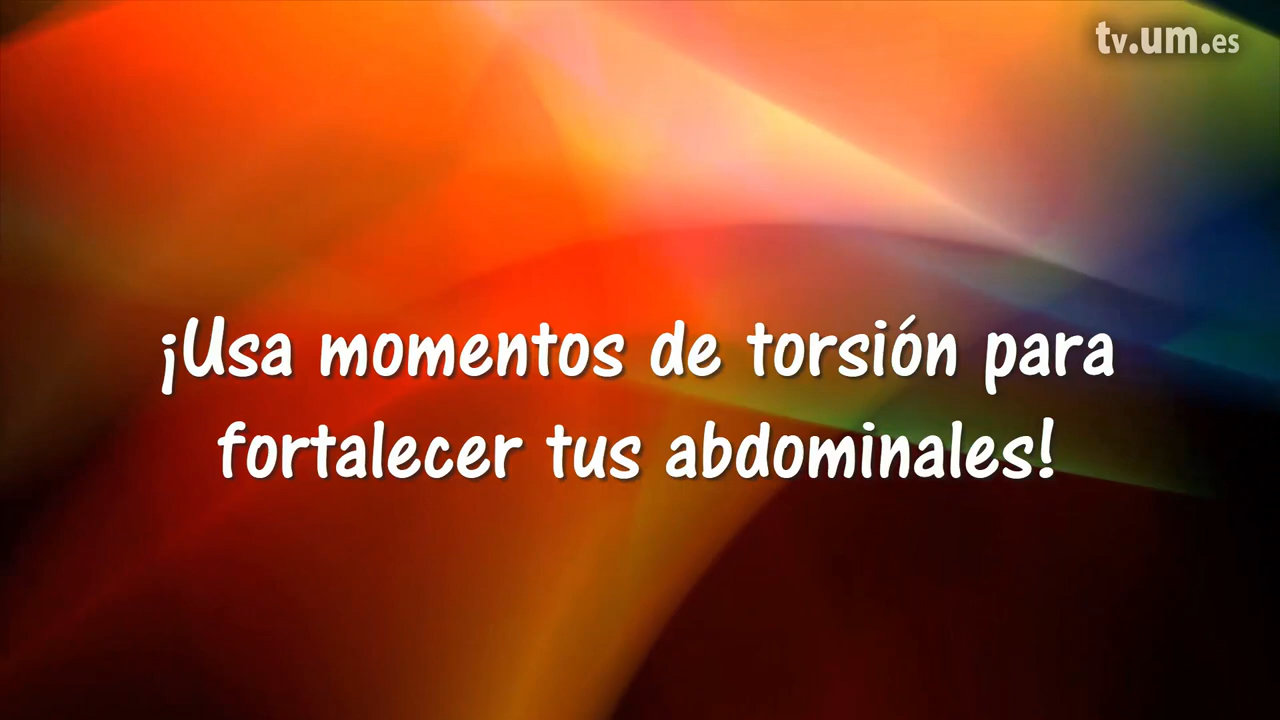 tv.um.es
¡Usa momentos de torsión para
fortalecer tus abdominales!